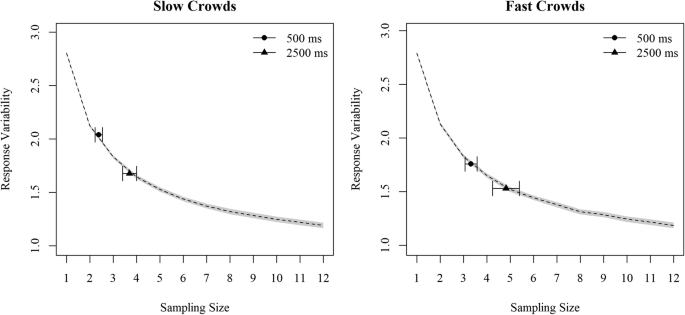 Slow Crowds
500 ms
2500 ms
Response Variability
3.0
2.5
2.0
1.5
1.0
1 2 3 4 5 6 7 8 9 10 11 12
Sampling Size
Fast Crowds
500 ms
2500 ms
Response Variability
3.0
2.5
2.0
1.5
1.0
1 2 3 4 5 6 7 8 9 10 11 12
Sampling Size